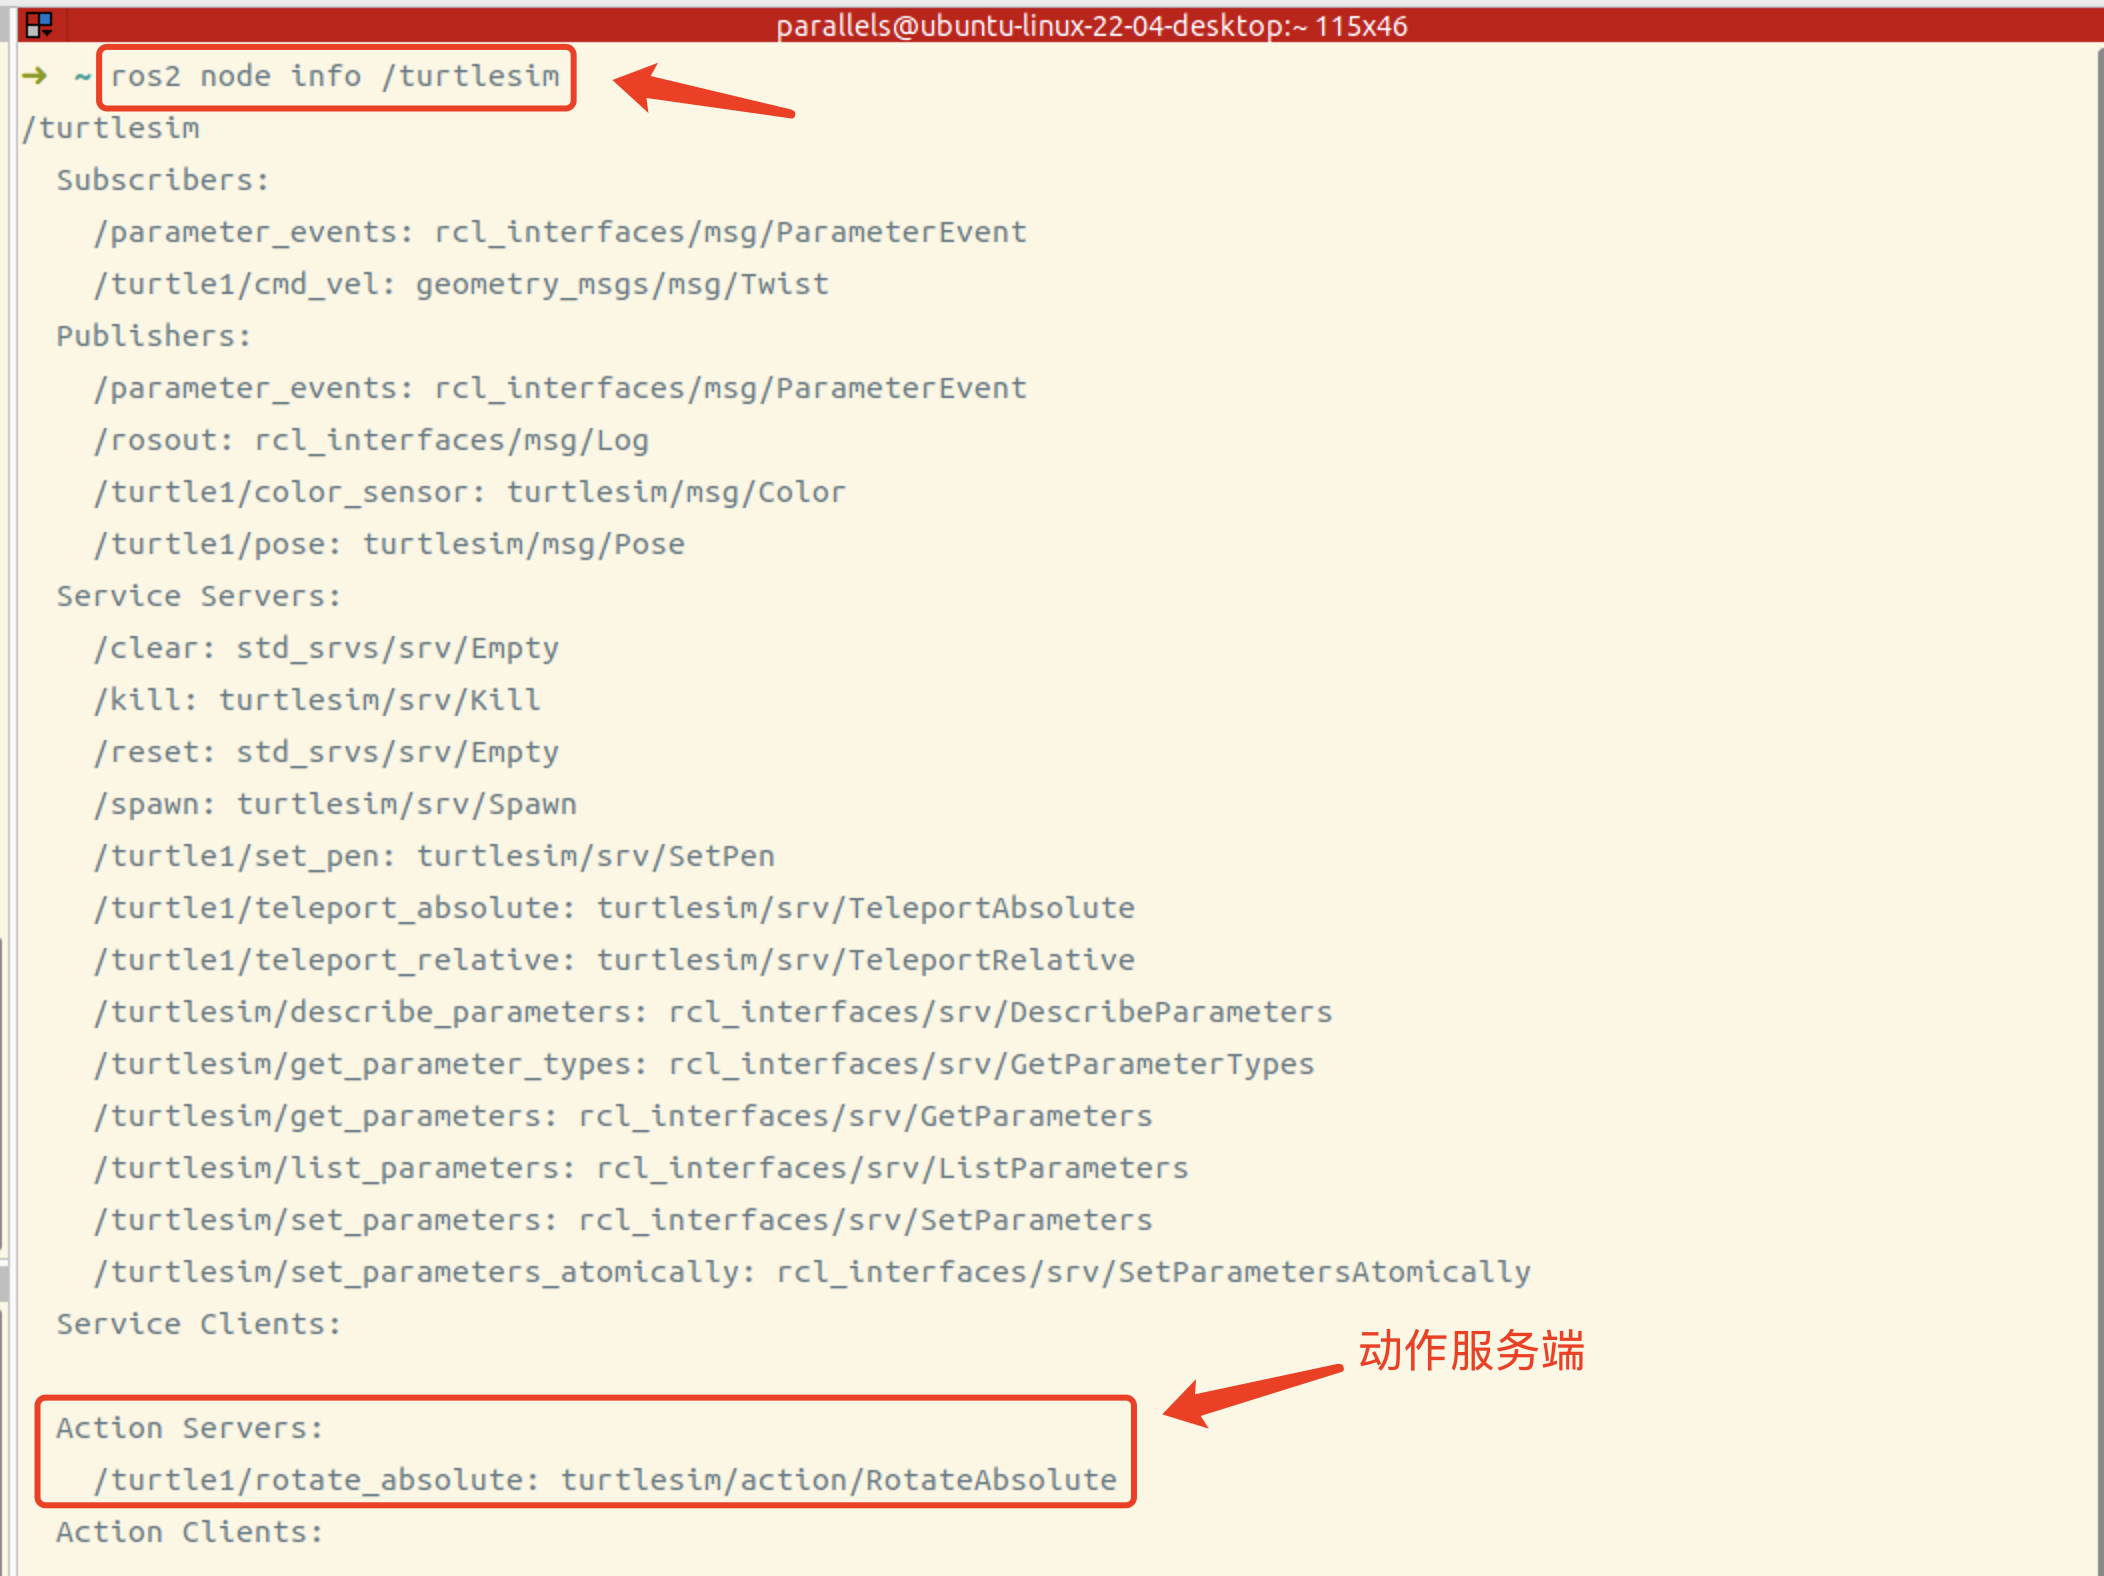 parallels@ubuntu-linux-22-04-desktop:~ 115x46
➜ ~ ros2 node info /turtlesim
/turtlesim
Subscribers:
/parameter_events: rcl_interfaces/msg/ParameterEvent
/turtle1/cmd_vel: geometry_msgs/msg/Twist
Publishers:
/parameter_events: rcl_interfaces/msg/ParameterEvent
/rosout: rcl_interfaces/msg/Log
/turtle1/color_sensor: turtlesim/msg/Color
/turtle1/pose: turtlesim/msg/Pose
Service Servers:
/clear: std_srvs/srv/Empty
/kill: turtlesim/srv/Kill
/reset: std_srvs/srv/Empty
/spawn: turtlesim/srv/Spawn
/turtle1/set_pen: turtlesim/srv/SetPen
/turtle1/teleport_absolute: turtlesim/srv/TeleportAbsolute
/turtle1/teleport_relative: turtlesim/srv/TeleportRelative
/turtlesim/describe_parameters: rcl_interfaces/srv/DescribeParameters
/turtlesim/get_parameter_types: rcl_interfaces/srv/GetParameterTypes
/turtlesim/get_parameters: rcl_interfaces/srv/GetParameters
/turtlesim/list_parameters: rcl_interfaces/srv/ListParameters
/turtlesim/set_parameters: rcl_interfaces/srv/SetParameters
/turtlesim/set_parameters_atomically: rcl_interfaces/srv/SetParametersAtomically
Service Clients:
动作服务端
Action Servers:
/turtle1/rotate_absolute: turtlesim/action/RotateAbsolute
Action Clients: